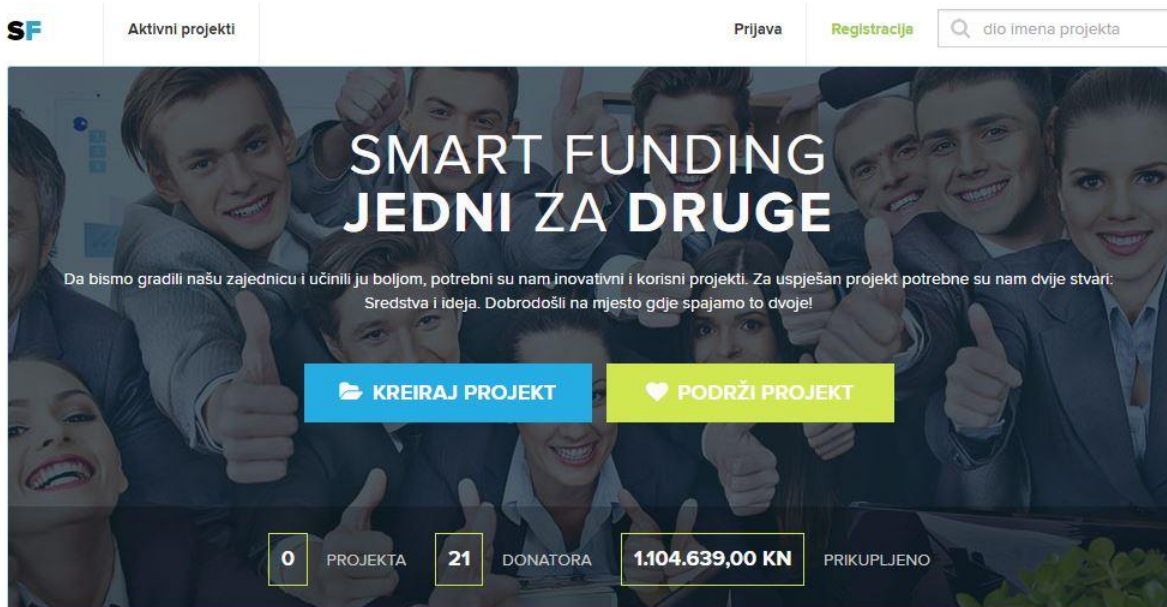 SF
Aktivni projekti
Prijava
Registracija
dio imena projekta
SMART FUNDING
JEDNI ZA DRUGE
Da bismo gradili našu zajednicu i učinili ju boljom, potrebni su nam inovativni i korisni projekti. Za uspješan projekt potrebne su nam dvije stvari:
Sredstva i ideja. Dobrodošli na mjesto gdje spajamo to dvoje!
KREIRAJ PROJEKT
PODRŽI PROJEKT
0 PROJEKTA 21 DONATORA 1.104.639,00 KN PRIKUPLJENO